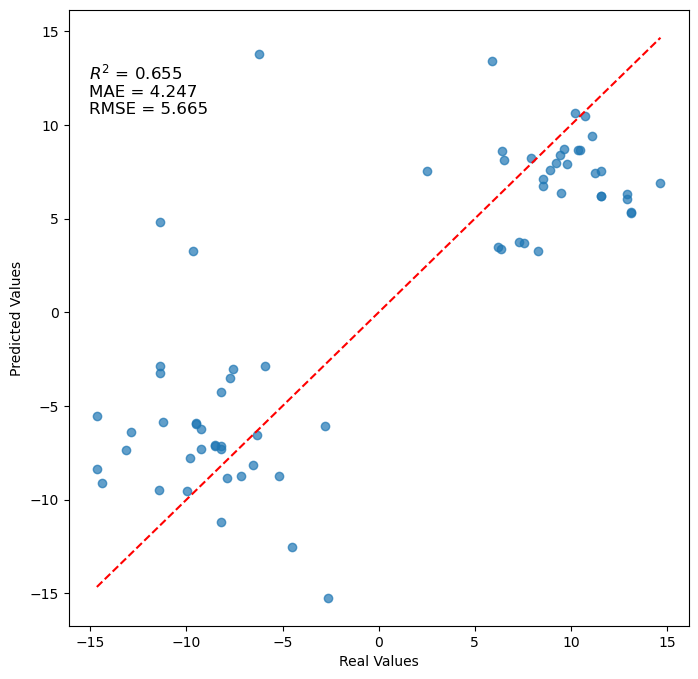 15
10
5
0
−5
−10
−15
Predicted Values
R² = 0.655
MAE = 4.247
RMSE = 5.665
−15 −10 −5 0 5 10 15
Real Values